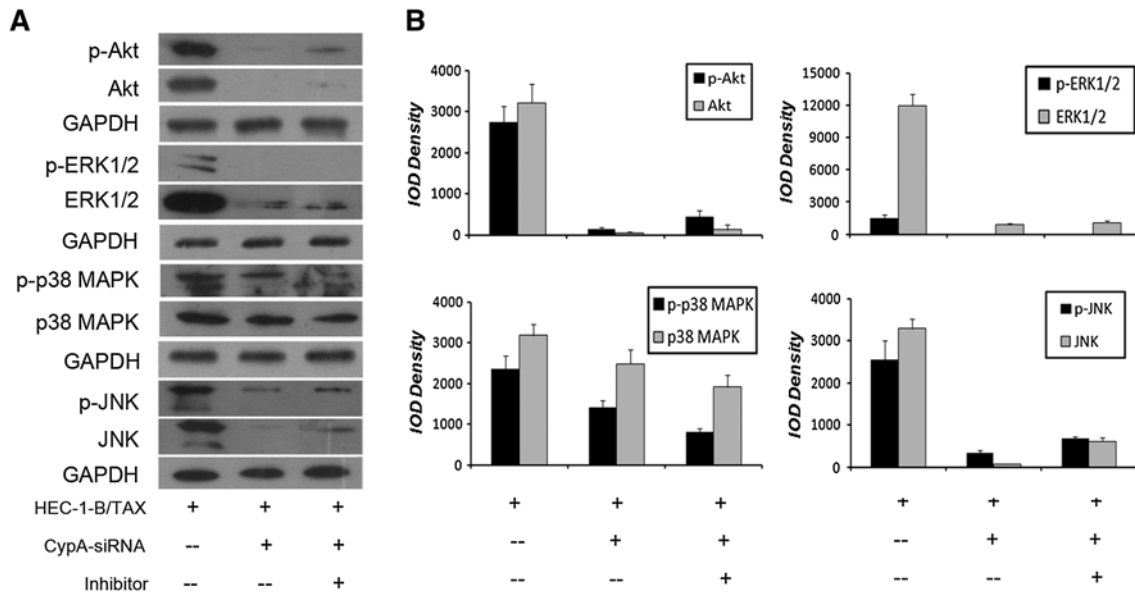 A
p-Akt
Akt
GAPDH
p-ERK1/2
ERK1/2
GAPDH
p-p38 MAPK
p38 MAPK
GAPDH
p-JNK
JNK
GAPDH
HEC-1-B/TAX + + +
CypA-siRNA -- + +
Inhibitor -- -- +
B
IOD Density
4000
3000
2000
1000
0
p-Akt
Akt
IOD Density
15000
12000
9000
6000
3000
0
p-ERK1/2
ERK1/2
IOD Density
4000
3000
2000
1000
0
p-p38 MAPK
p38 MAPK
IOD Density
4000
3000
2000
1000
0
p-JNK
JNK
+ + + + + +
-- + + -- + +
-- -- + -- -- +